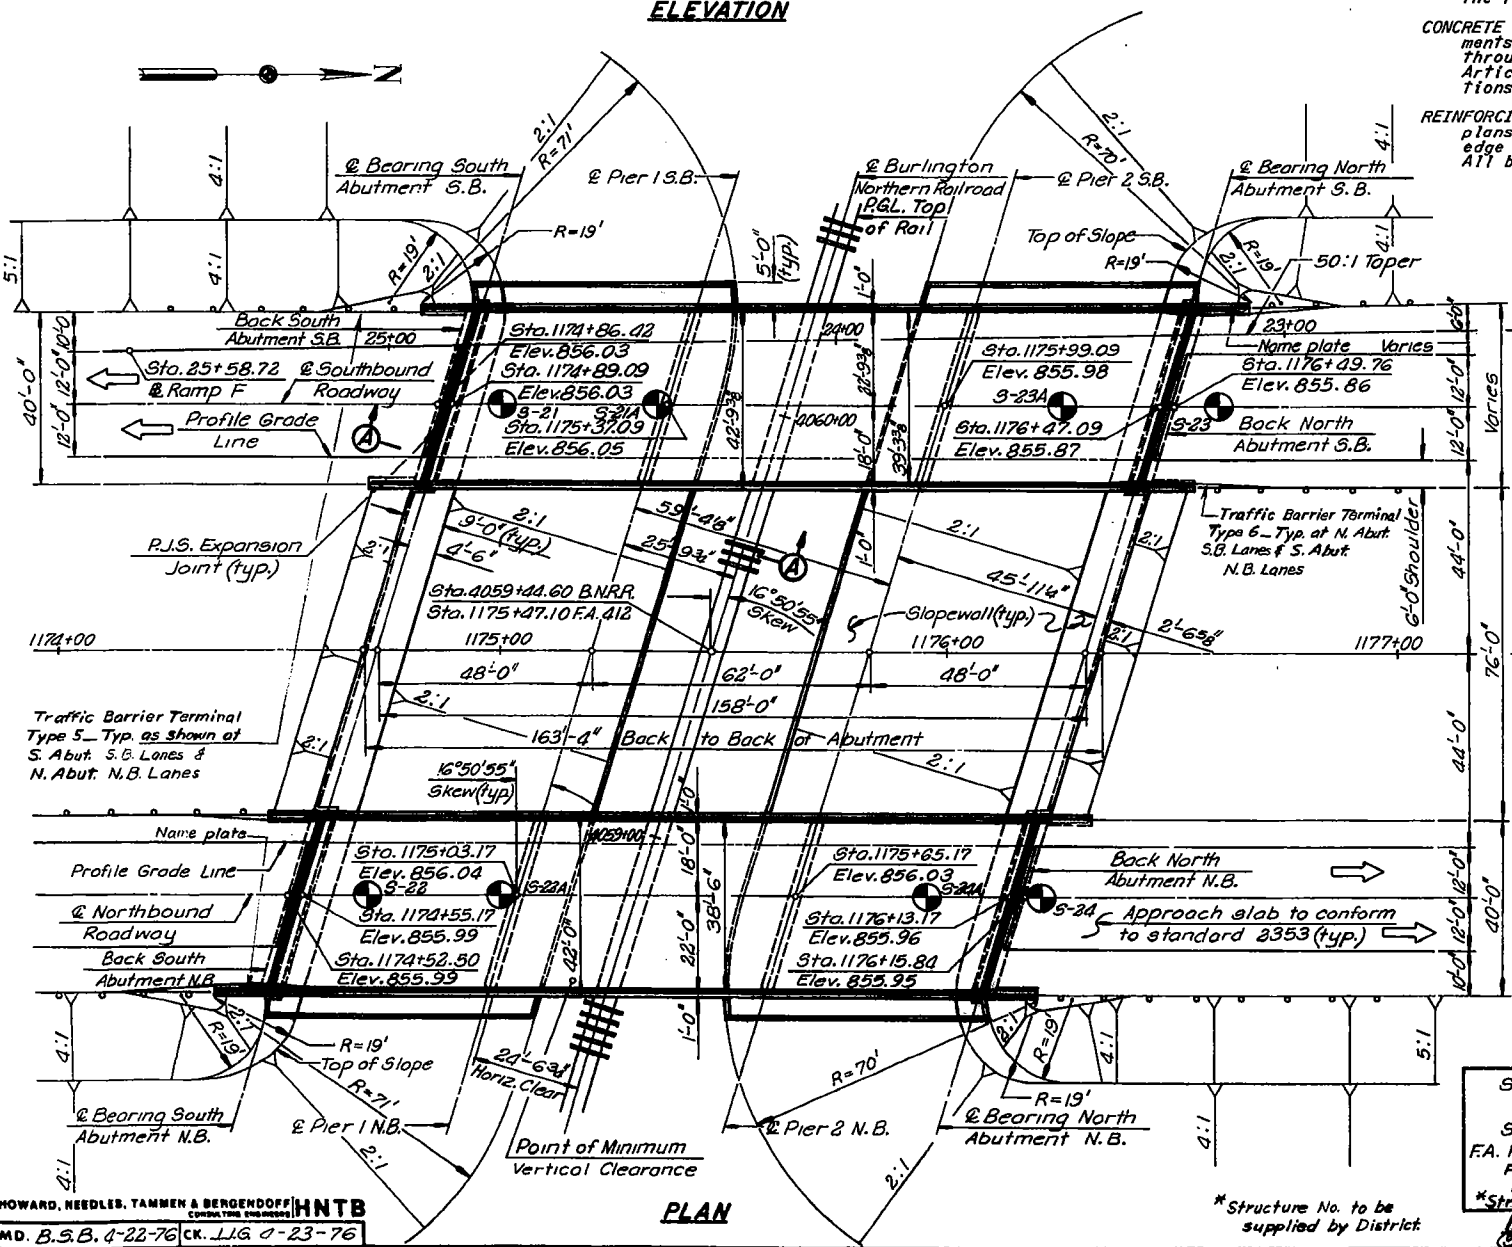 ELEVATION
N
CONCRETE
ments
throu
Artic
tions
REINFORCI
plans
edge
All b
℄ Bearing South
Abutment S.B.
2:1
R=71'
℄ Pier 1 S.B.
℄ Burlington
Northern Railroad
P.G.L. Top
of Rail
2:1
R=70'
℄ Pier 2 S.B.
℄ Bearing North
Abutment S.B.
4:1
4:1
4:1
4:1
5:1
R=19'
2:1
R=19'
5'-0"
(typ.)
1'-0"
Top of Slope
R=19'
R=19'
2:1
50:1 Taper
Back South
Abutment S.B.
25+00
Sta. 1174+86.42
Elev. 856.03
24+00
23+00
Name plate
Varies
6'-0"
40'-0"
10'-0
12'-0"
12'-0"
Sta. 25+58.72
℄ Ramp F
℄ Southbound
Roadway
Sta. 1174+89.09
Elev. 856.03
S-21
S-21A
Sta. 1175+37.09
Elev. 856.05
Profile Grade
Line
A
42'-9⅜"
22'-9⅜"
18'-0"
39'-3⅜"
4060+00
Sta. 1175+99.09
Elev. 855.98
S-23A
Sta. 1176+47.09
Elev. 855.87
Sta. 1176+49.76
Elev. 855.86
S-23
Back North
Abutment S.B.
12'-0"
12'-0"
Varies
P.J.S. Expansion
Joint (typ.)
2:1
2:1
9'-0" (typ.)
4'-6"
A
1'-0"
2:1
45'-11¼"
2:1
Traffic Barrier Terminal
Type 6 - Typ. at N. Abut.
S.B. Lanes & S. Abut.
N.B. Lanes
6'-0" Shoulder
44'-0"
Sta. 4059+44.60 B.N.R.R.
Sta. 1175+47.10 F.A. 412
16°50'55"
Skew
Slopewall (typ.)
2:1
2'-6⅝"
1174+00
1175+00
1176+00
1177+00
76'-0"
48'-0"
62'-0"
48'-0"
158'-0"
163'-4" Back to Back of Abutment
2:1
2:1
2:1
44'-0"
Traffic Barrier Terminal
Type 5 - Typ. as shown at
S. Abut. S.B. Lanes &
N. Abut. N.B. Lanes
16°50'55"
Skew (typ.)
1'-0"
4059+00
Name plate
Profile Grade Line
℄ Northbound
Roadway
Back South
Abutment N.B.
Sta. 1175+03.17
Elev. 856.04
S-22
S-22A
Sta. 1174+55.17
Elev. 855.99
Sta. 1174+52.50
Elev. 855.99
42'-0"
18'-0"
22'-0"
38'-6"
1'-0"
Sta. 1175+65.17
Elev. 856.03
S-24A
Sta. 1176+13.17
Elev. 855.96
Sta. 1176+15.84
Elev. 855.95
S-24
Back North
Abutment N.B.
Approach slab to conform
to standard 2353 (typ.)
12'-0"
12'-0"
10'-0"
40'-0"
4:1
R=19'
R=19'
Top of Slope
R=71'
24'-6¾"
Horiz. Clear
R=70'
2:1
R=19'
4:1
R=19'
5:1
℄ Bearing South
Abutment N.B.
4:1
℄ Pier 1 N.B.
2:1
Point of Minimum
Vertical Clearance
℄ Pier 2 N.B.
2:1
℄ Bearing North
Abutment N.B.
4:1
F.A.
HOWARD, NEEDLES, TAMMEN & BERGENDOFF
CONSULTING ENGINEERS
HNTB
MD. B.S.B. 4-22-76
CK. 4-23-76
PLAN
*Structure No. to be
supplied by District.
*Str